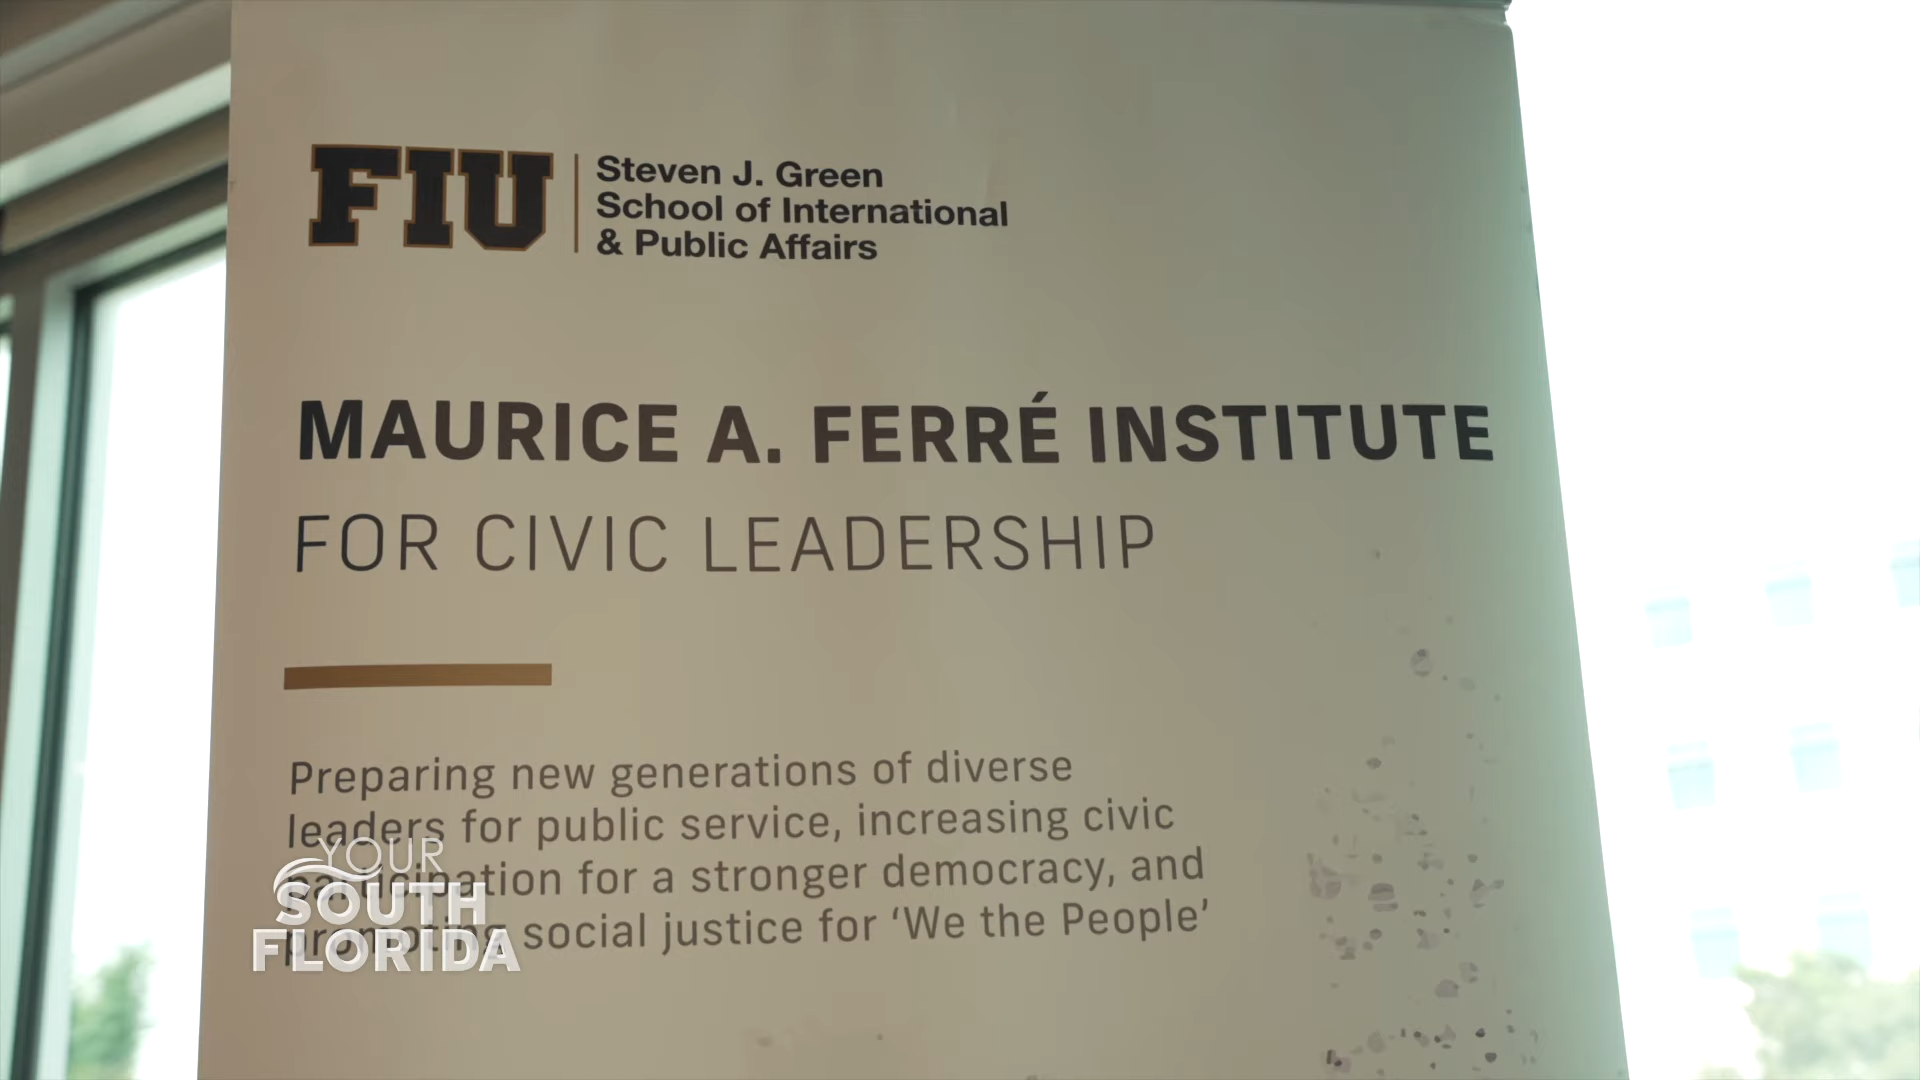 FIU
Steven J. Green
School of International
& Public Affairs
MAURICE A. FERRÉ INSTITUTE
FOR CIVIC LEADERSHIP
Preparing new generations of diverse
leaders for public service, increasing civic
participation for a stronger democracy, and
promoting social justice for ‘We the People’
YOUR
SOUTH
FLORIDA